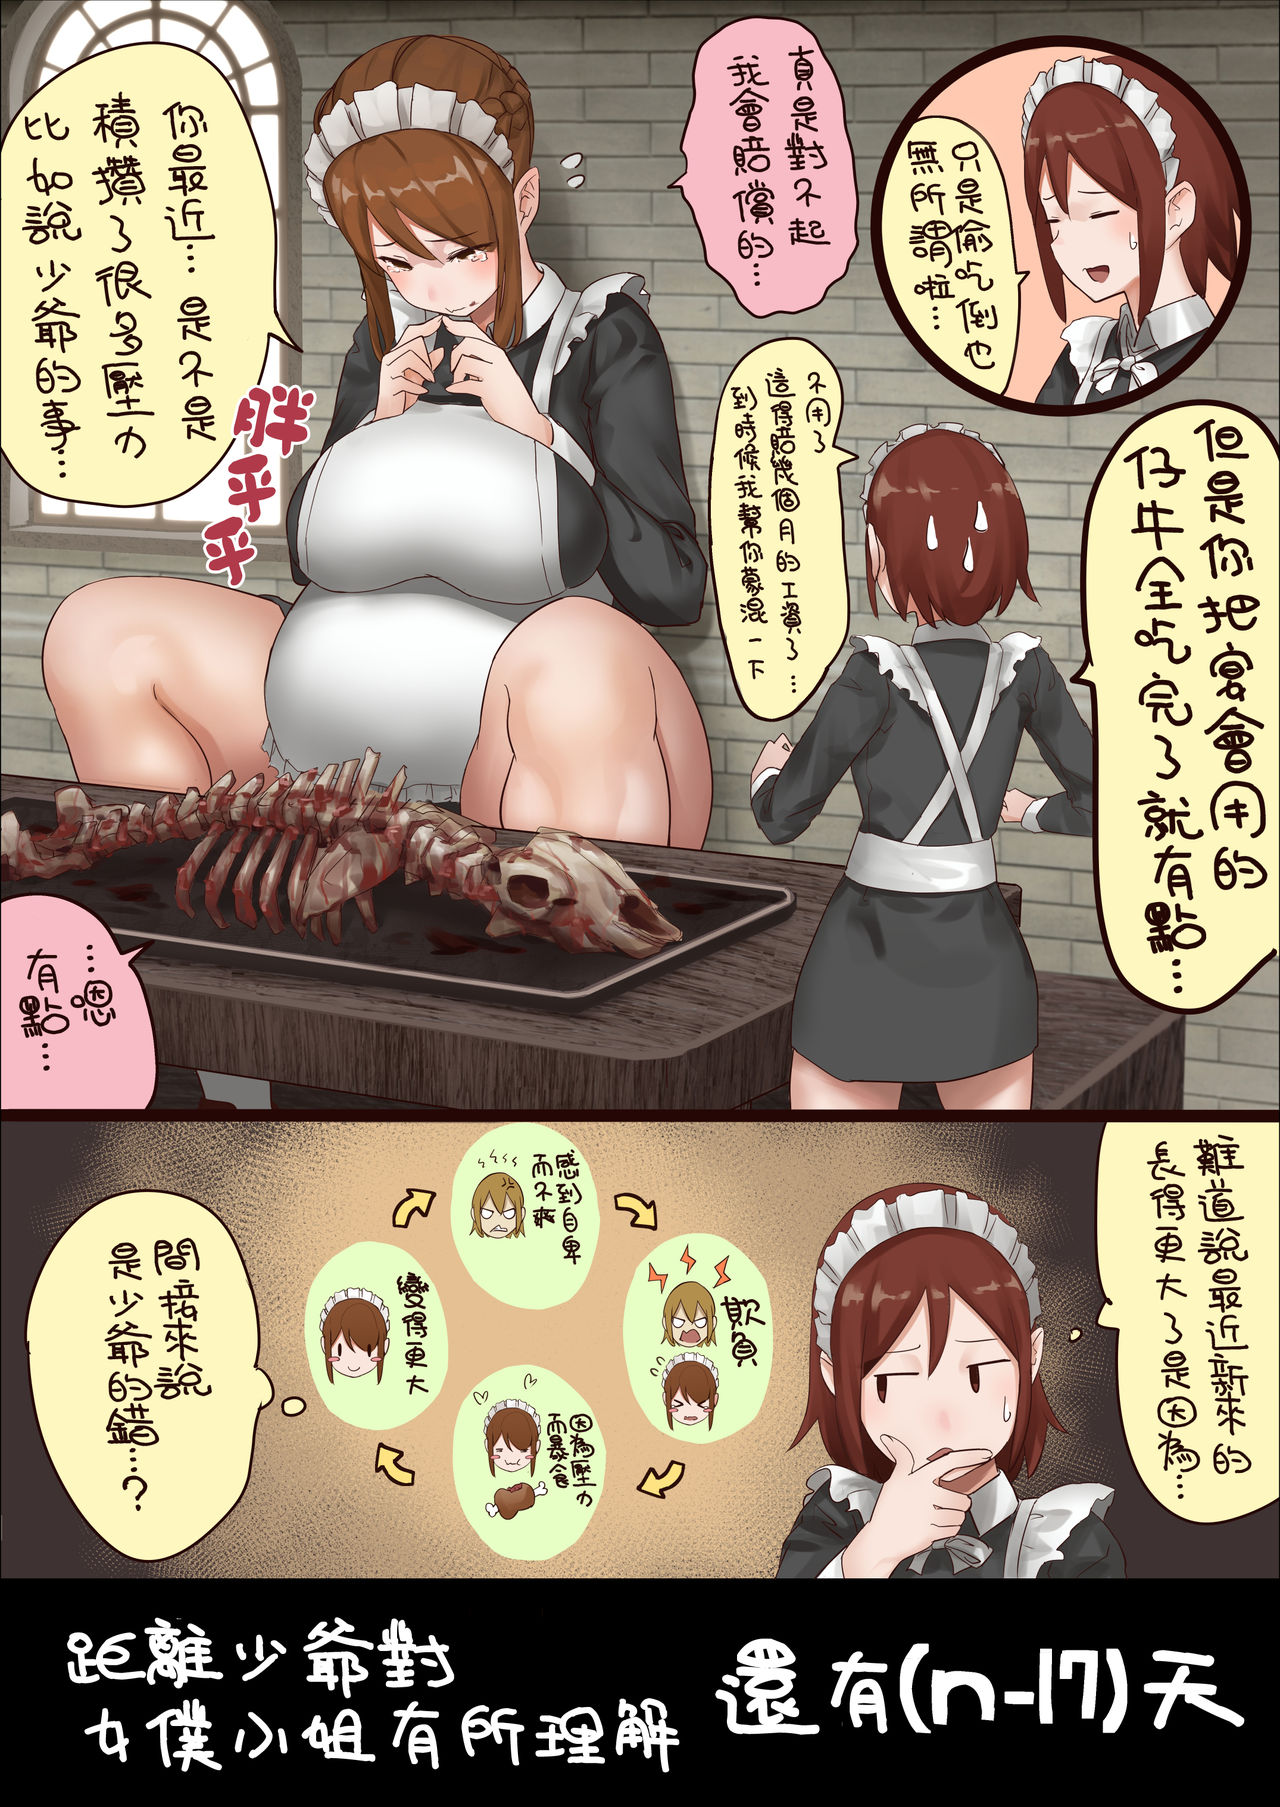 只是偷吃倒也
無所謂啦…
但是你把宴會用的
仔牛全吃完了就有點…
真是對不起
我會賠償的…
不用了
這得賠幾個月的工資了…
到時候我幫你蒙混一下
你最近… 是不是
積攢了很多壓力
比如說少爺的事…
胖
平
平
…嗯
有點…
難道說最近新來的
長得更大了是因為…
感到自卑
而不爽
欺負
因為壓力
而暴食
變得更大
間接來說
是少爺的錯…?
距離少爺對
女僕小姐有所理解
還有(n-17)天